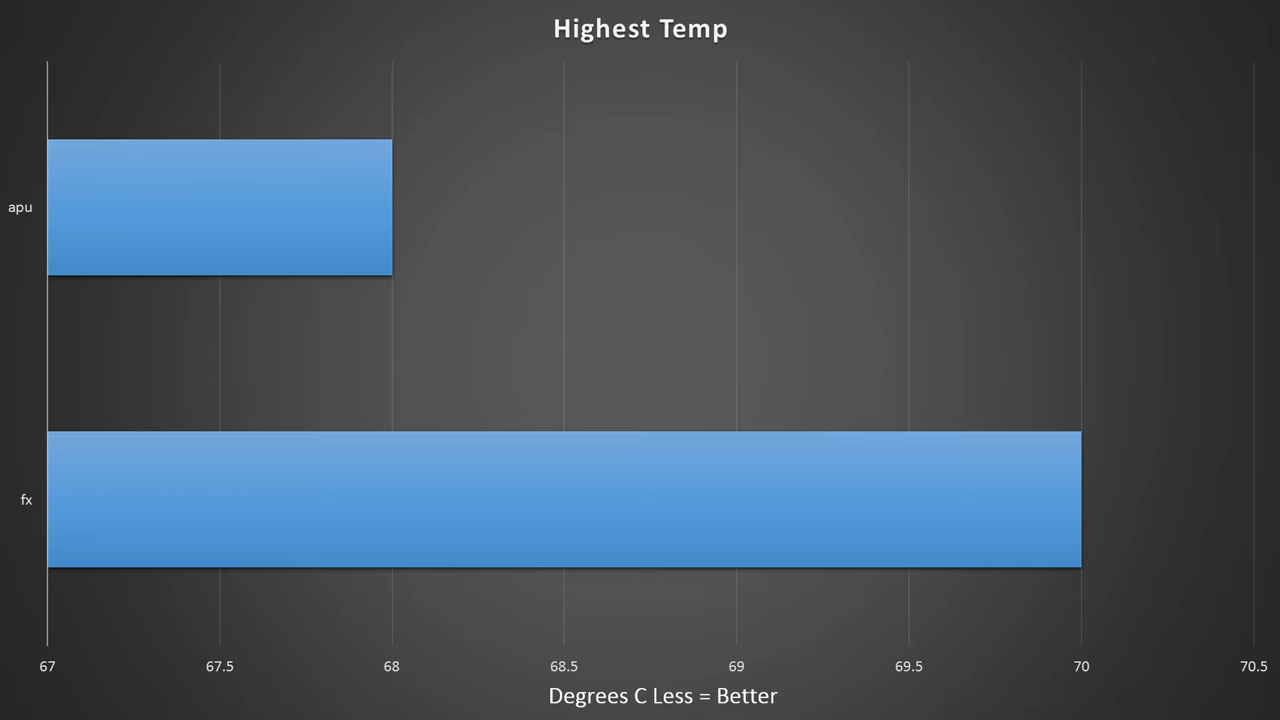 Highest Temp
apu
fx
67 67.5 68 68.5 69 69.5 70 70.5
Degrees C Less = Better